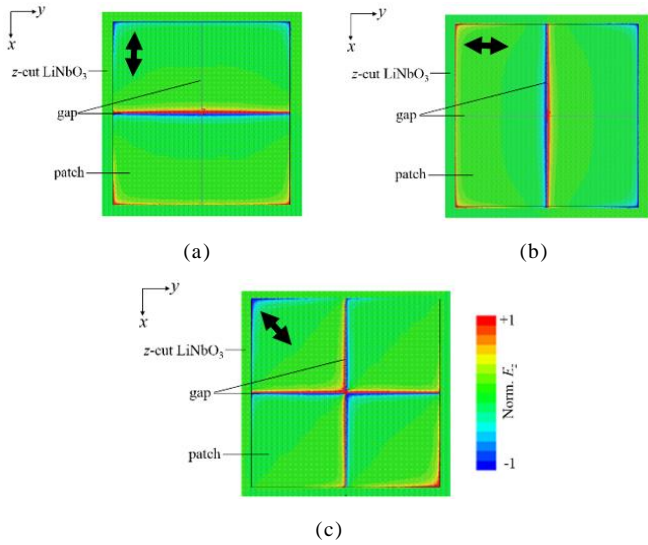 y
x
z-cut LiNbO3
gap
patch
(a)
y
x
z-cut LiNbO3
gap
patch
(b)
y
x
z-cut LiNbO3
gap
patch
+1
Norm. Ez
-1
(c)